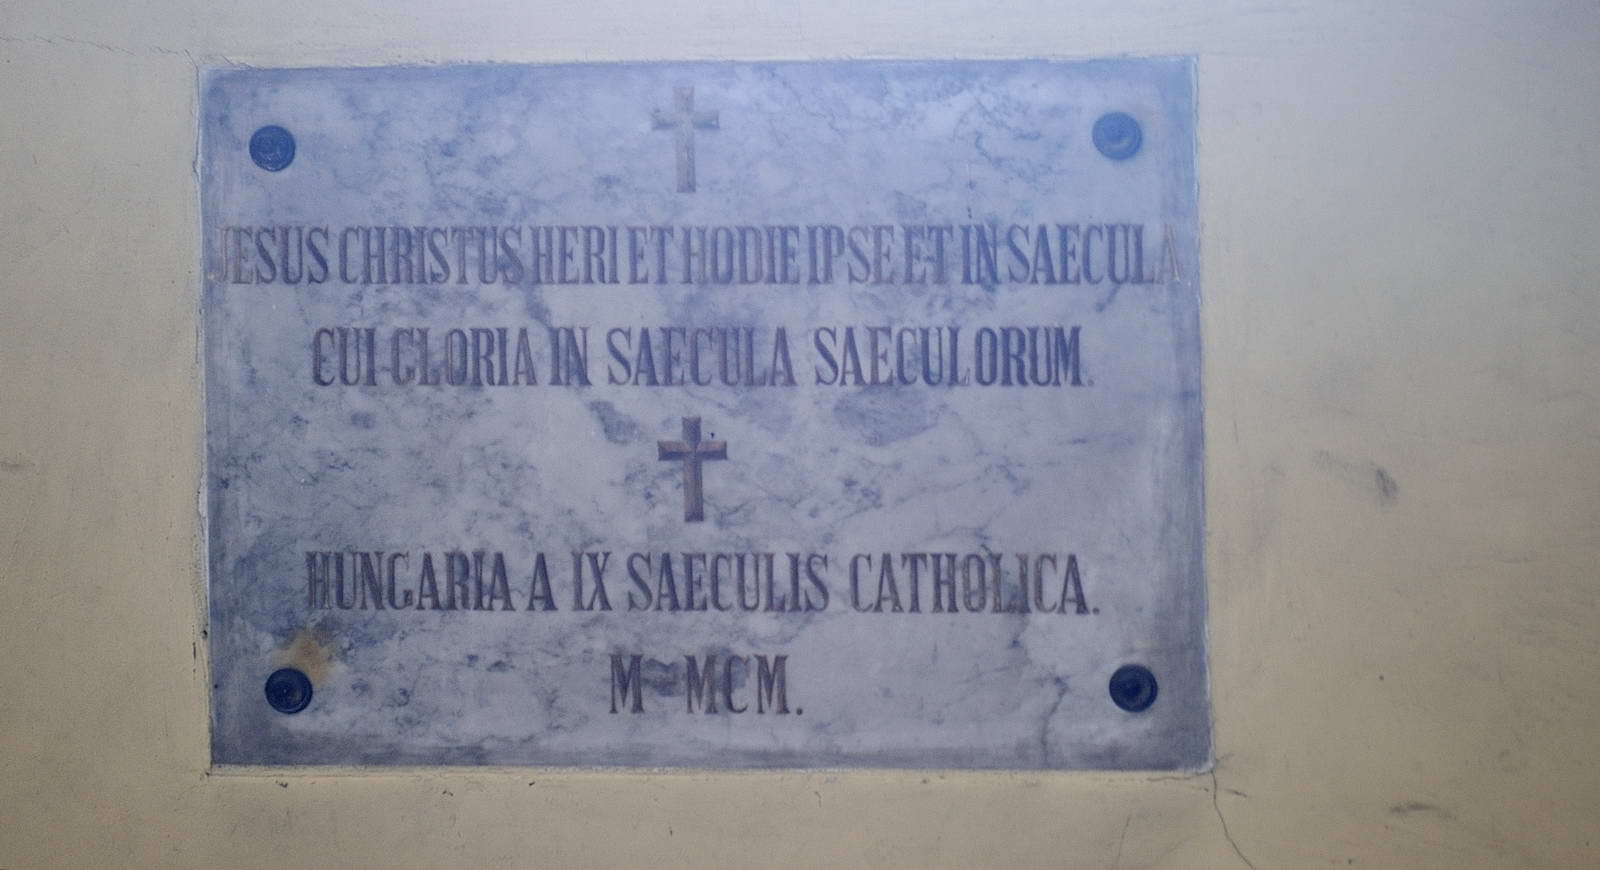 JESUS CHRISTUS HERI ET HODIE IPSE ET IN SAECULA
CUI GLORIA IN SAECULA SAECULORUM.
HUNGARIA A IX SAECULIS CATHOLICA.
M - MCM.